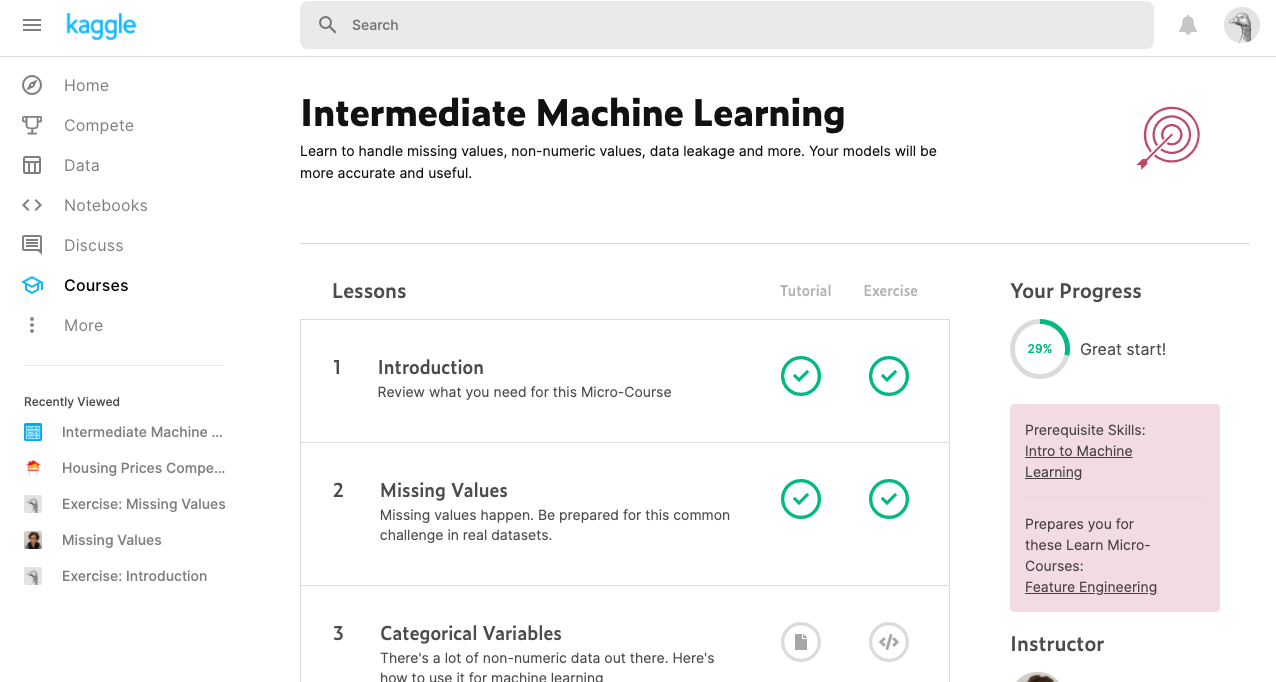 kaggle
Search
Home
Compete
Data
Notebooks
Discuss
Courses
More
Recently Viewed
Intermediate Machine ...
Housing Prices Compe...
Exercise: Missing Values
Missing Values
Exercise: Introduction
Intermediate Machine Learning
Learn to handle missing values, non-numeric values, data leakage and more. Your models will be
more accurate and useful.
Lessons
Tutorial
Exercise
1
Introduction
Review what you need for this Micro-Course
2
Missing Values
Missing values happen. Be prepared for this common
challenge in real datasets.
3
Categorical Variables
There's a lot of non-numeric data out there. Here's
how to use it for machine learning
Your Progress
29%
Great start!
Prerequisite Skills:
Intro to Machine
Learning
Prepares you for
these Learn Micro-
Courses:
Feature Engineering
Instructor